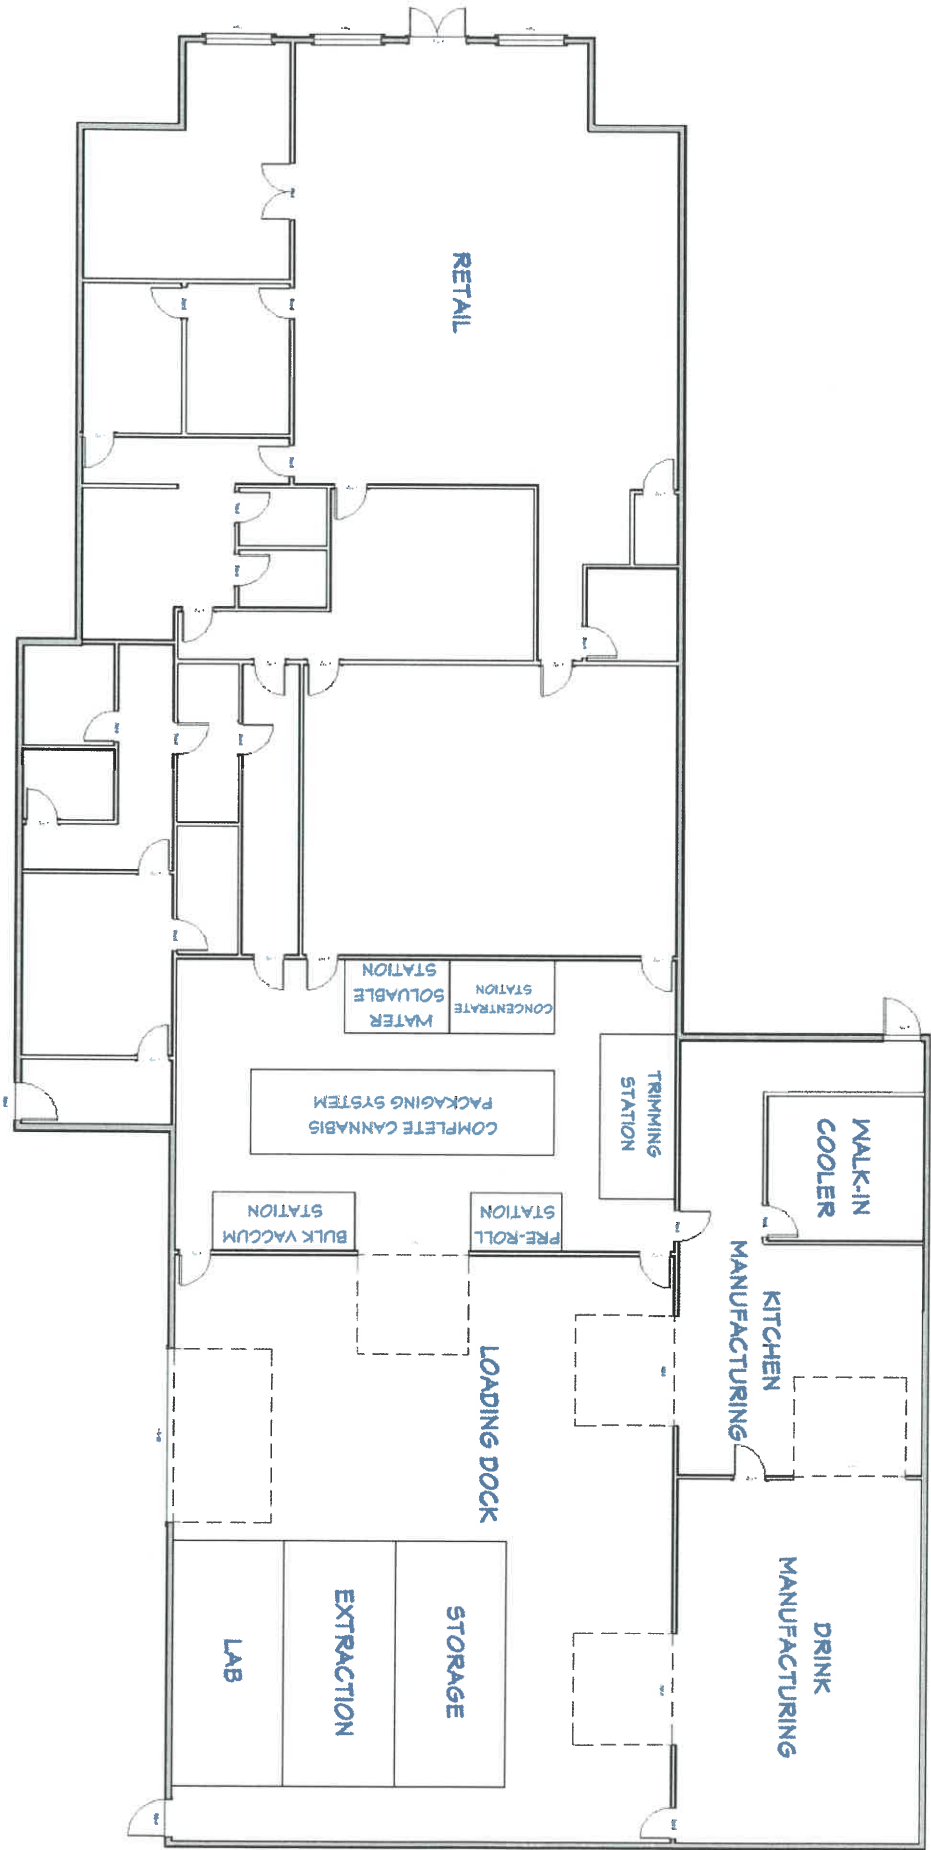 RETAIL
WATER
SOLUABLE
STATION
CONCENTRATE
STATION
TRIMMING
STATION
COMPLETE CANNABIS
PACKAGING SYSTEM
WALK-IN
COOLER
BULK VACCUM
STATION
PRE-ROLL
STATION
KITCHEN
MANUFACTURING
LOADING DOCK
DRINK
MANUFACTURING
LAB
EXTRACTION
STORAGE